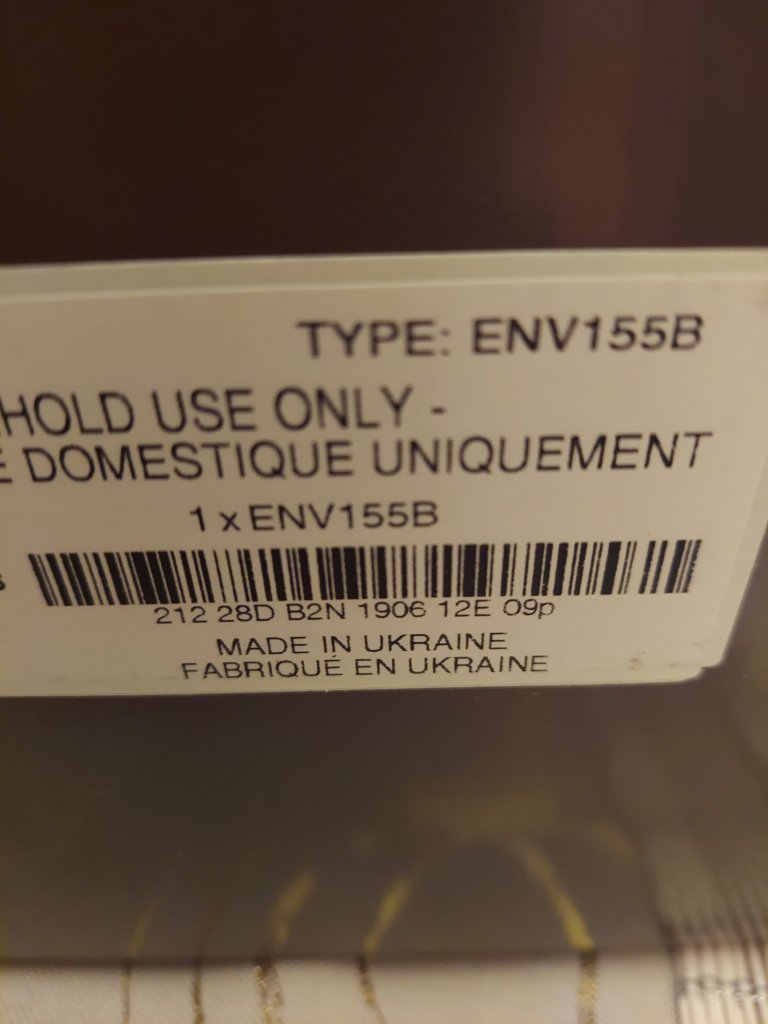 TYPE: ENV155B
HOLD USE ONLY -
E DOMESTIQUE UNIQUEMENT
1 x ENV155B
212 28D B2N 1906 12E 09p
MADE IN UKRAINE
FABRIQUÉ EN UKRAINE